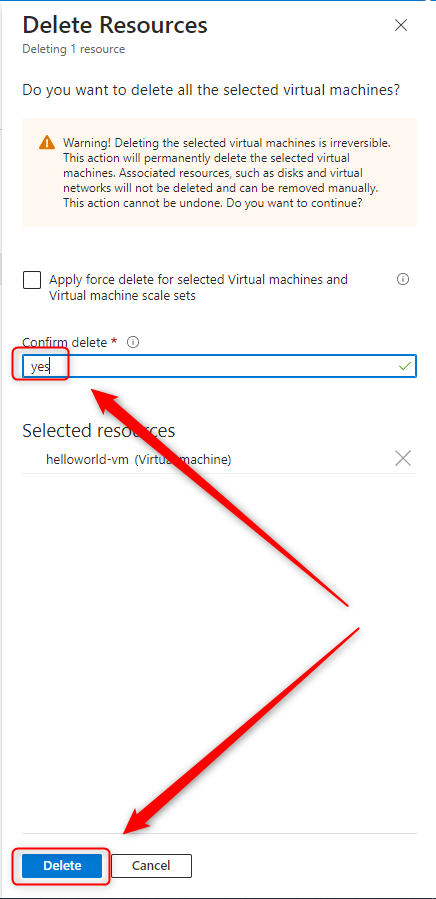 Delete Resources
Deleting 1 resource
Do you want to delete all the selected virtual machines?
Warning! Deleting the selected virtual machines is irreversible.
This action will permanently delete the selected virtual
machines. Associated resources, such as disks and virtual
networks will not be deleted and can be removed manually.
This action cannot be undone. Do you want to continue?
Apply force delete for selected Virtual machines and
Virtual machine scale sets
Confirm delete *
yes
Selected resources
helloworld-vm (Virtual machine)
Delete Cancel